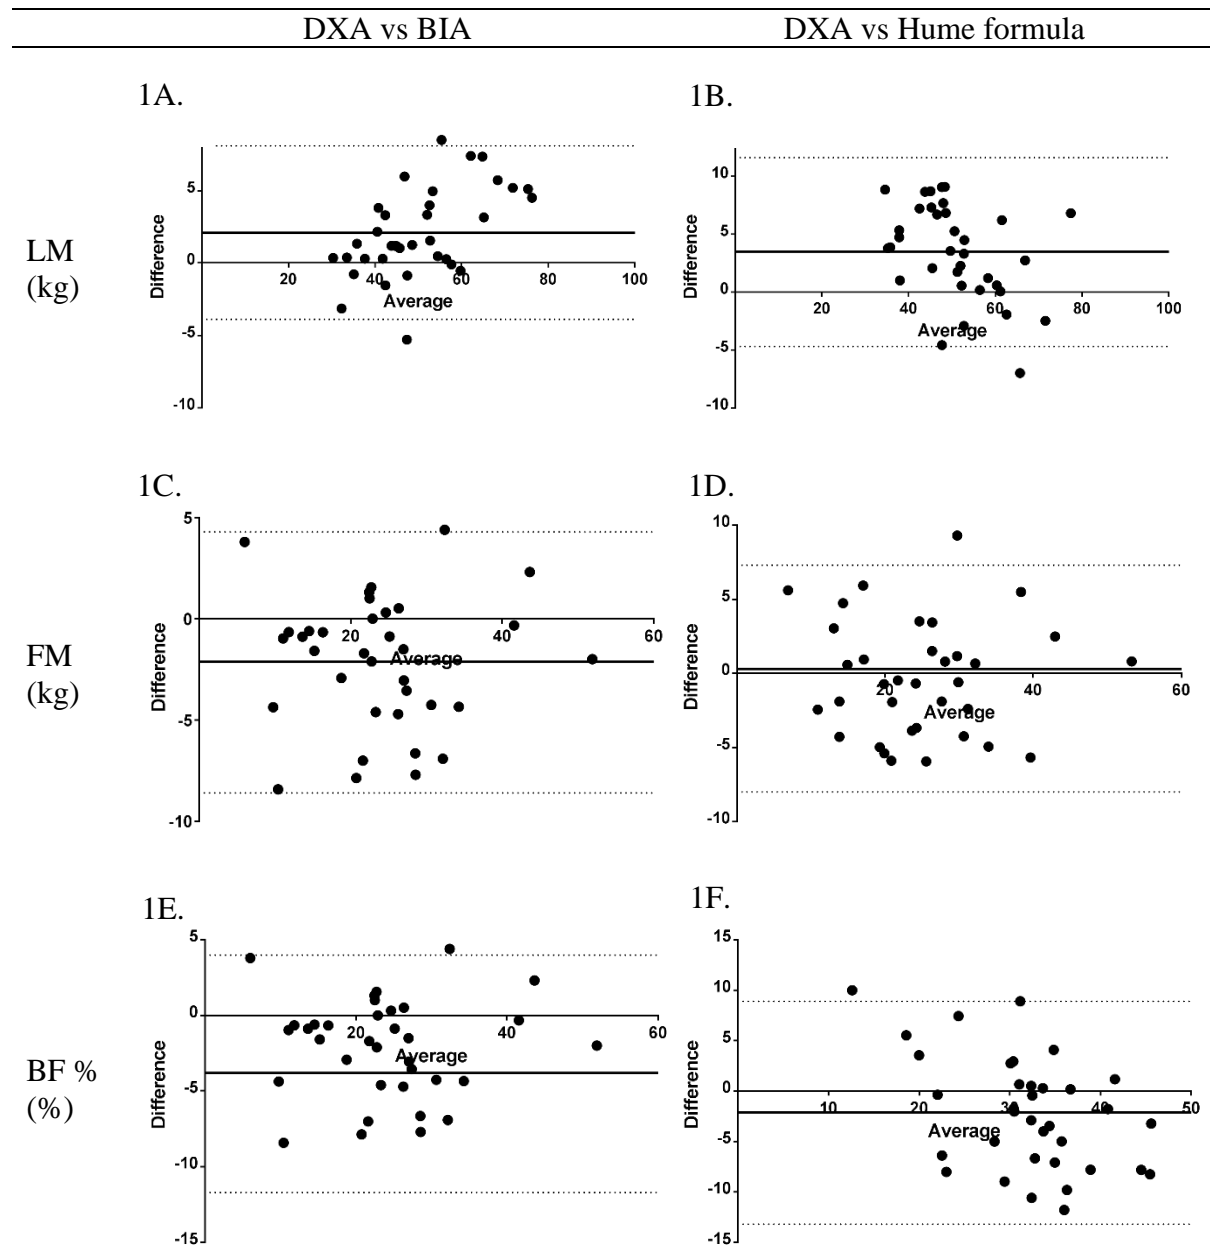 DXA vs BIA DXA vs Hume formula
1A. 1B.
LM
(kg)
Difference
5
0
-5
-10
20 40 60 80 100
Average
Difference
10
5
0
-5
-10
20 40 60 80 100
Average
1C. 1D.
FM
(kg)
Difference
5
0
-5
-10
20 40 60
Average
Difference
10
5
0
-5
-10
20 40 60
Average
1E. 1F.
BF %
(%)
Difference
5
0
-5
-10
-15
20 40 60
Average
Difference
15
10
5
0
-5
-10
-15
10 20 30 40 50
Average